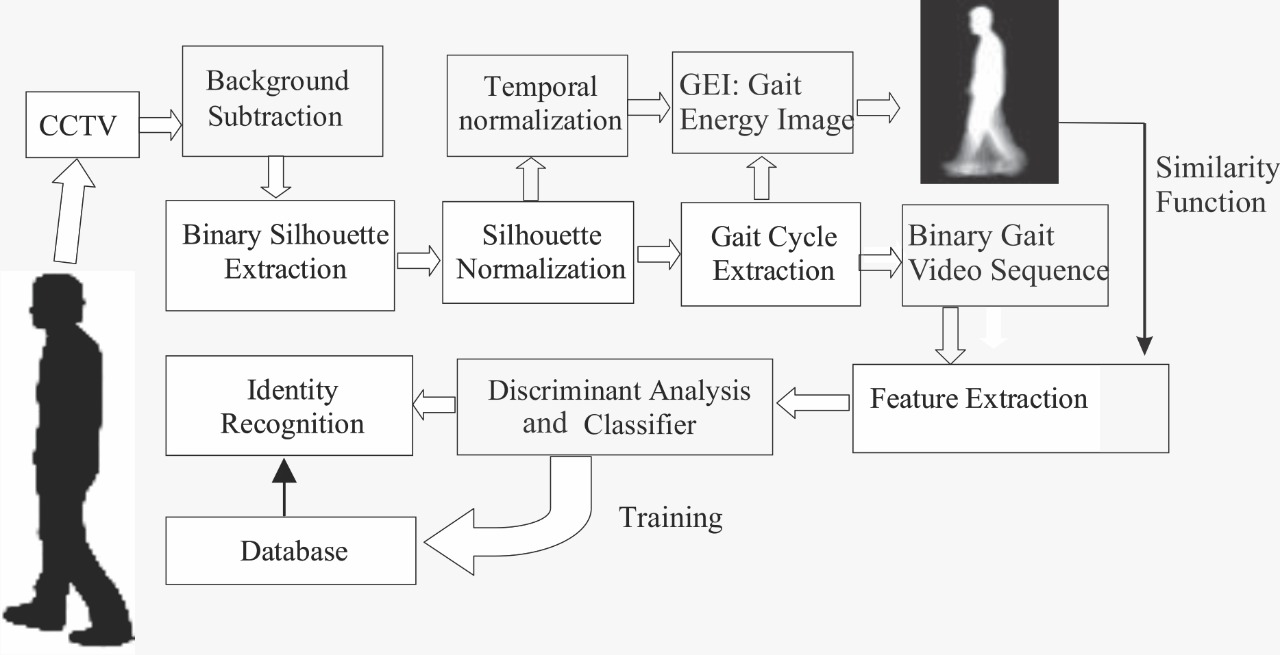 CCTV
Background
Subtraction
Temporal
normalization
GEI: Gait
Energy Image
Similarity
Function
Binary Silhouette
Extraction
Silhouette
Normalization
Gait Cycle
Extraction
Binary Gait
Video Sequence
Identity
Recognition
Discriminant Analysis
and Classifier
Feature Extraction
Training
Database